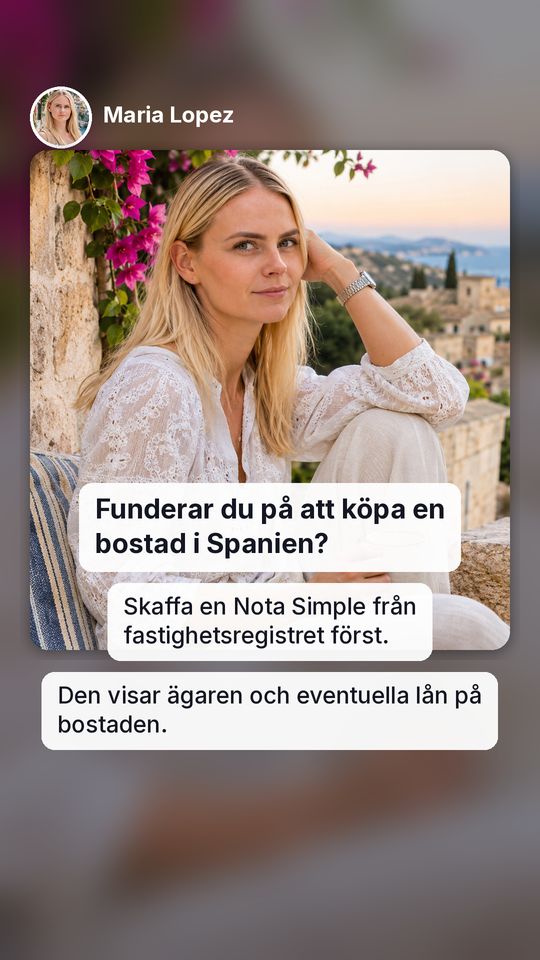 Maria Lopez
Funderar du på att köpa en
bostad i Spanien?
Skaffa en Nota Simple från
fastighetsregistret först.
Den visar ägaren och eventuella lån på
bostaden.